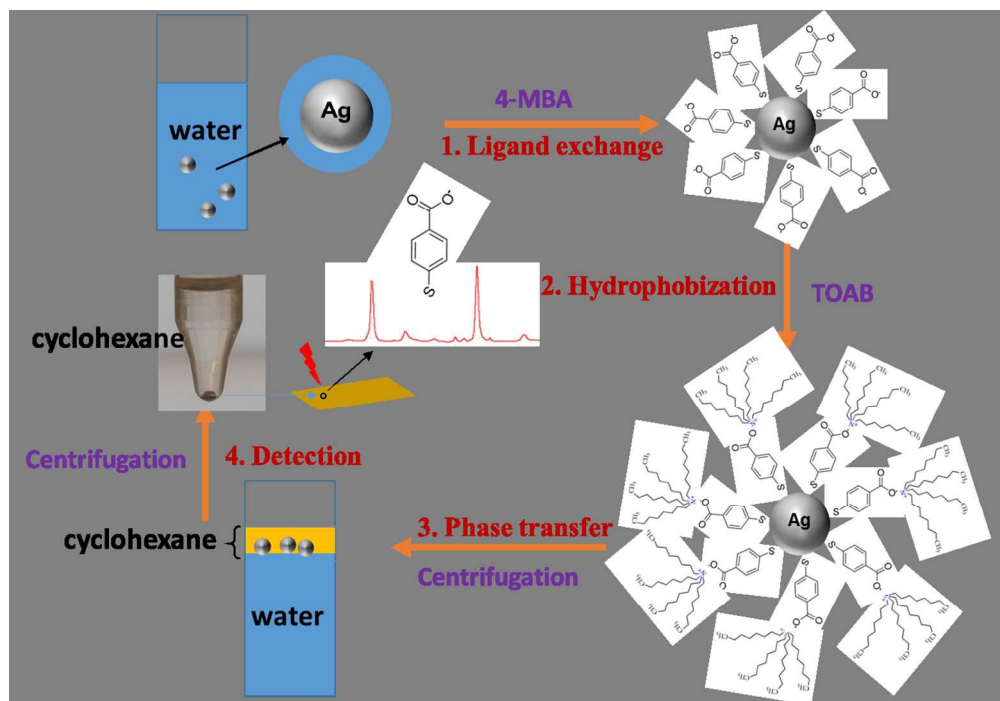 water
Ag
4-MBA
1. Ligand exchange
Ag
2. Hydrophobization
TOAB
cyclohexane
Centrifugation
4. Detection
cyclohexane
water
3. Phase transfer
Centrifugation
Ag